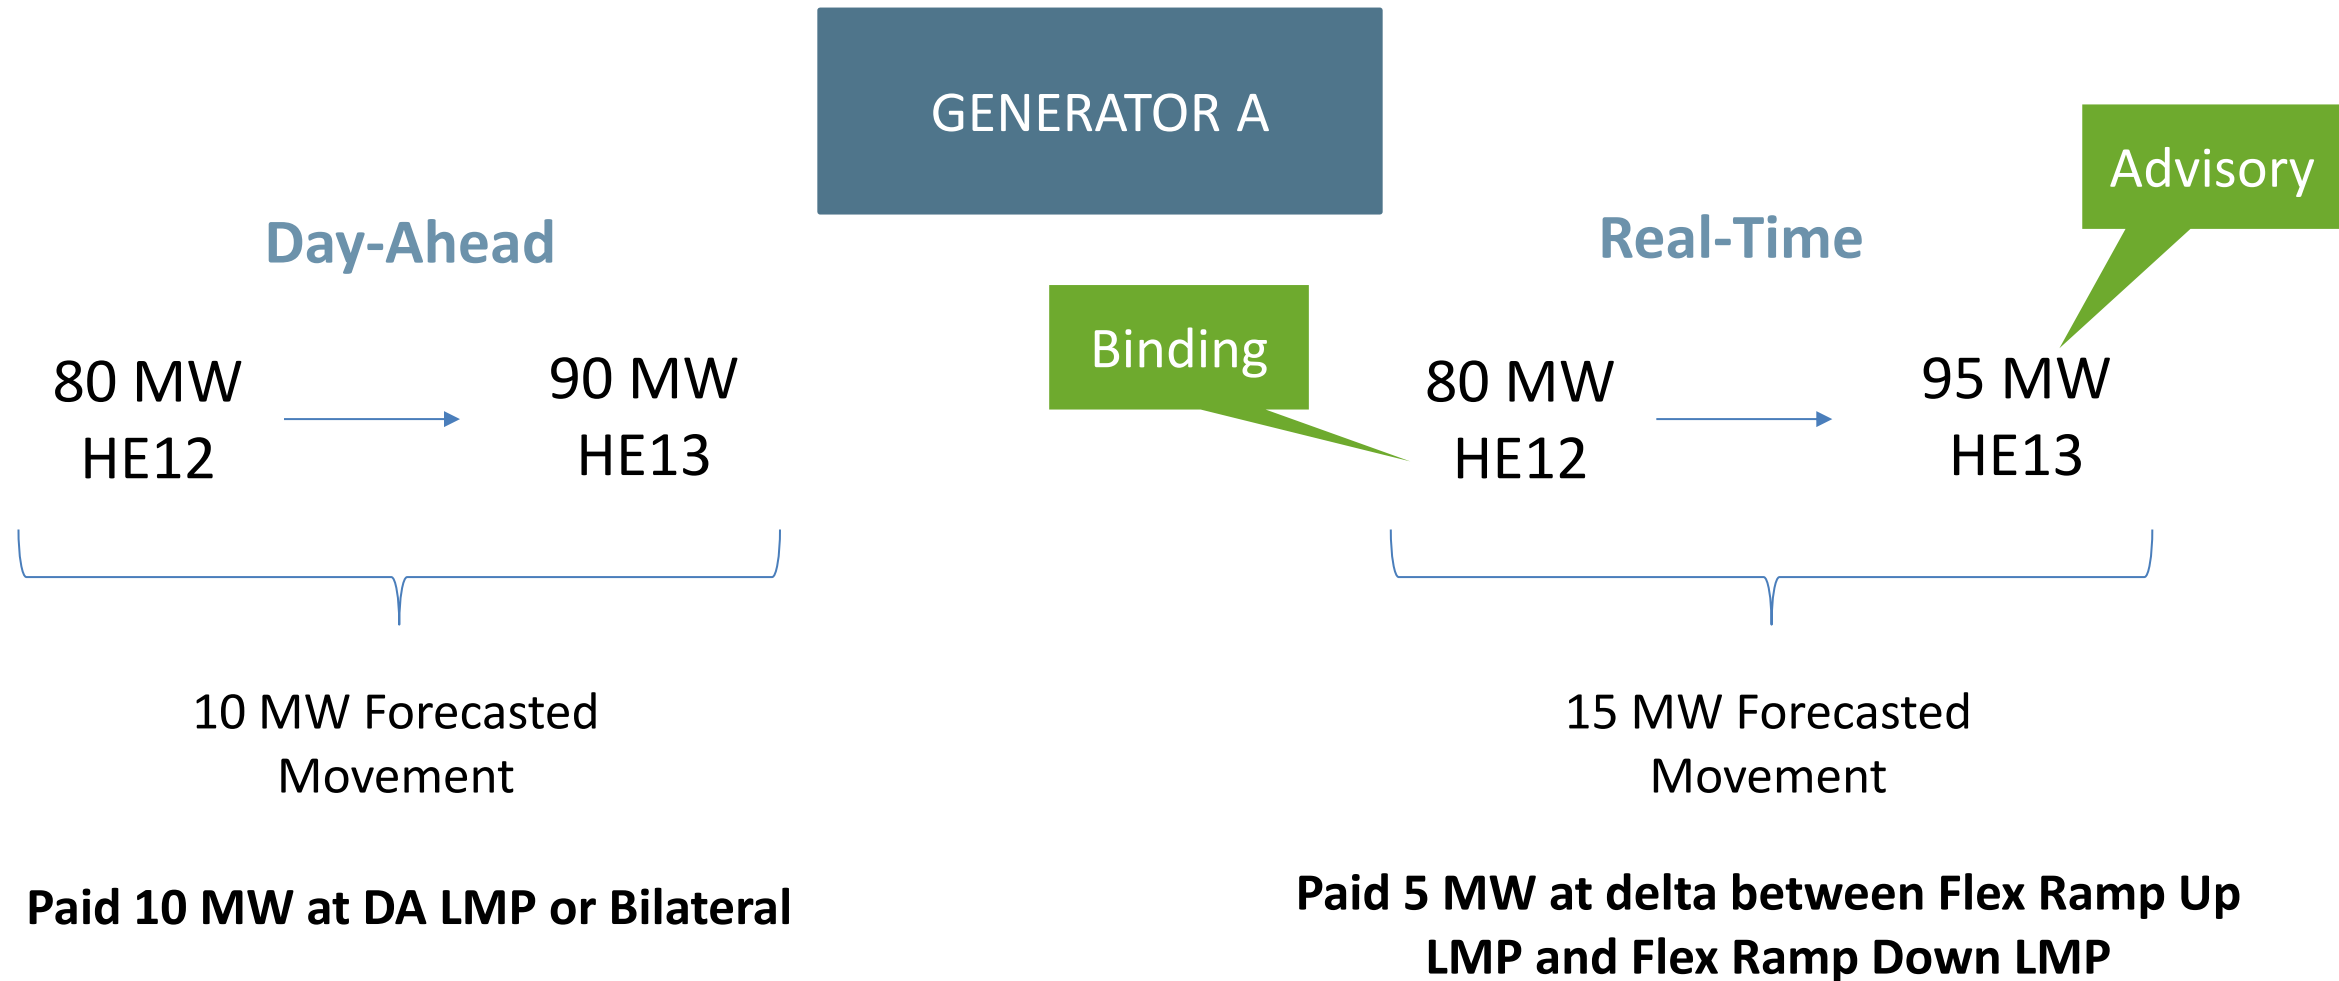 GENERATOR A
Advisory
Day-Ahead
Real-Time
Binding
80 MW
HE12
90 MW
HE13
80 MW
HE12
95 MW
HE13
10 MW Forecasted
Movement
15 MW Forecasted
Movement
Paid 10 MW at DA LMP or Bilateral
Paid 5 MW at delta between Flex Ramp Up
LMP and Flex Ramp Down LMP